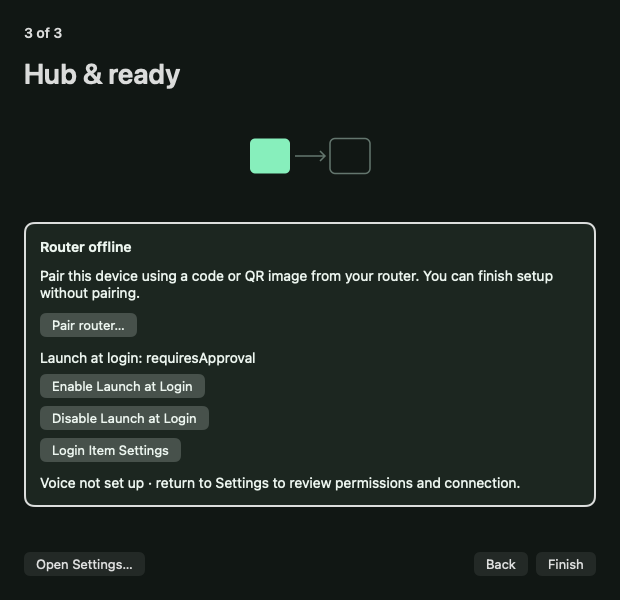 3 of 3
Hub & ready
Router offline
Pair this device using a code or QR image from your router. You can finish setup
without pairing.
Pair router...
Launch at login: requiresApproval
Enable Launch at Login
Disable Launch at Login
Login Item Settings
Voice not set up · return to Settings to review permissions and connection.
Open Settings...
Back
Finish